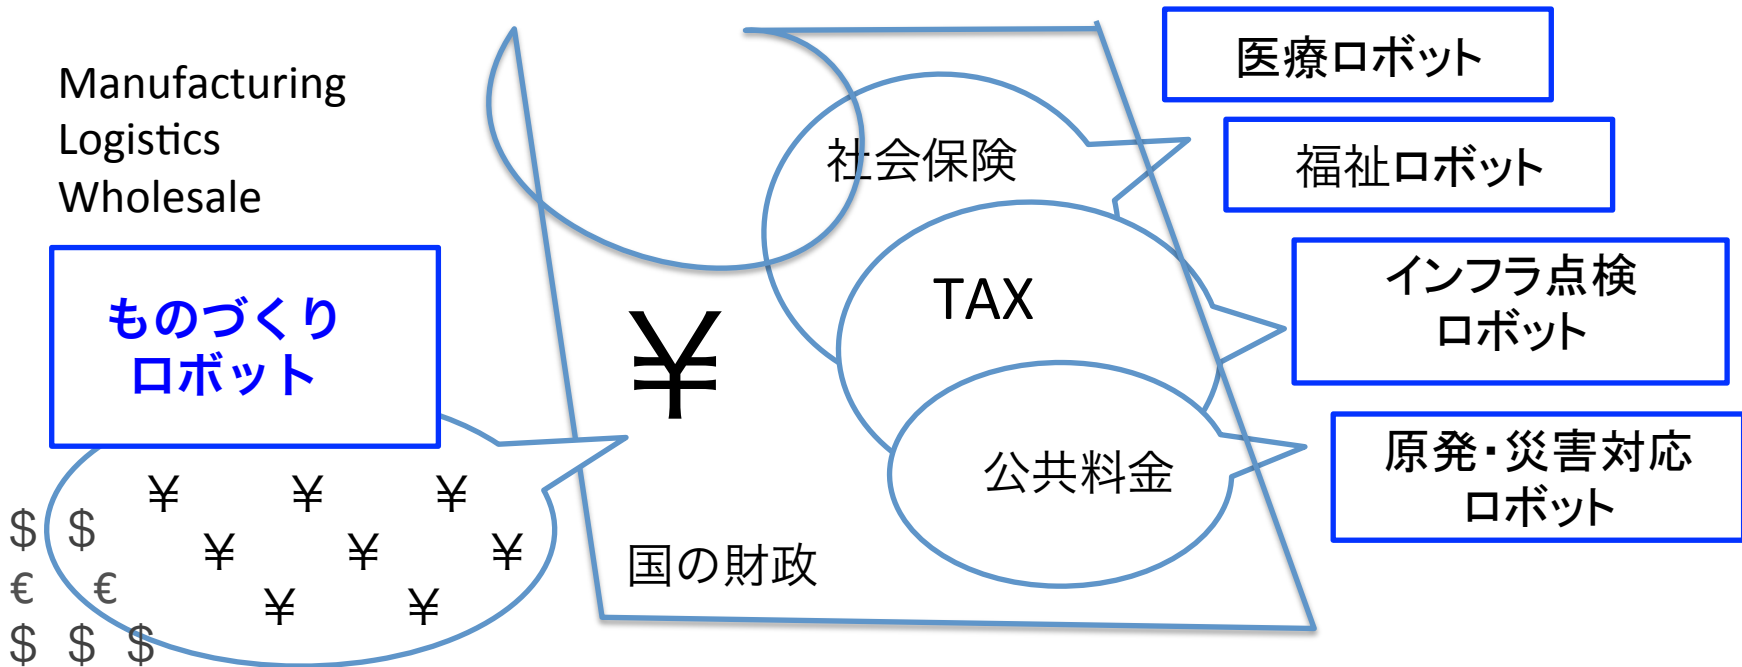 Manufacturing
Logistics
Wholesale
ものづくり
ロボット
¥ ¥ ¥
$ $
¥ ¥ ¥
€ €
¥ ¥
$ $ $
¥
国の財政
社会保険
TAX
公共料金
医療ロボット
福祉ロボット
インフラ点検
ロボット
原発・災害対応
ロボット